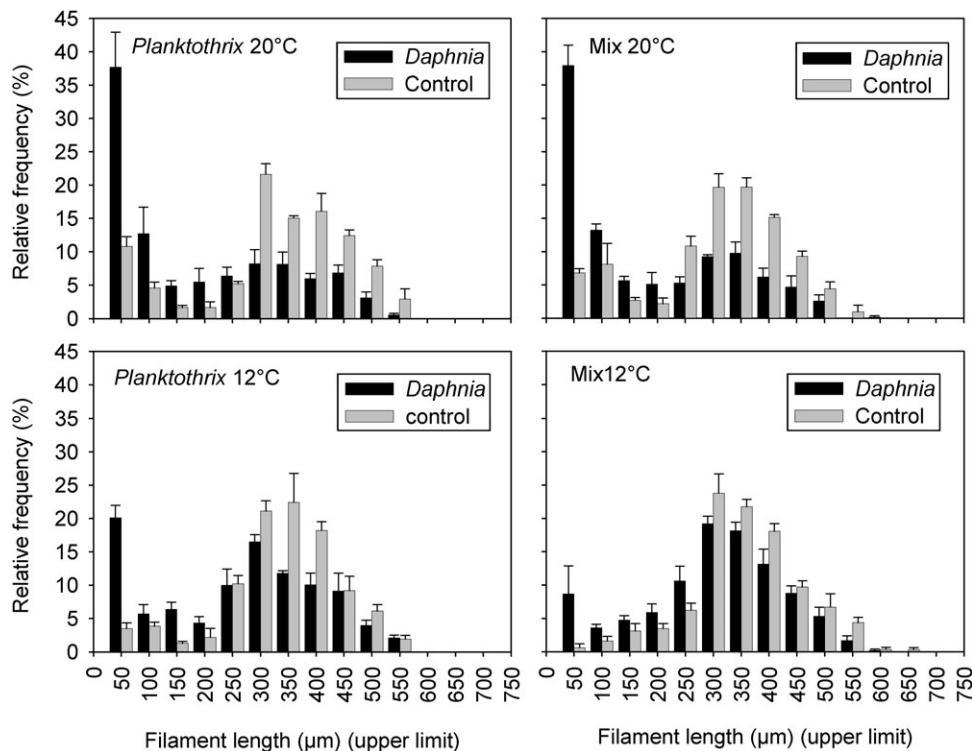 Planktothrix 20°C
Daphnia
Control
Relative frequency (%)
45
40
35
30
25
20
15
10
5
0
Mix 20°C
Daphnia
Control
Planktothrix 12°C
Daphnia
control
Relative frequency (%)
45
40
35
30
25
20
15
10
5
0
0 50 100 150 200 250 300 350 400 450 500 550 600 700 750
Filament length (µm) (upper limit)
Mix12°C
Daphnia
Control
0 50 100 150 200 250 300 350 400 450 500 550 600 650 700 750
Filament length (µm) (upper limit)